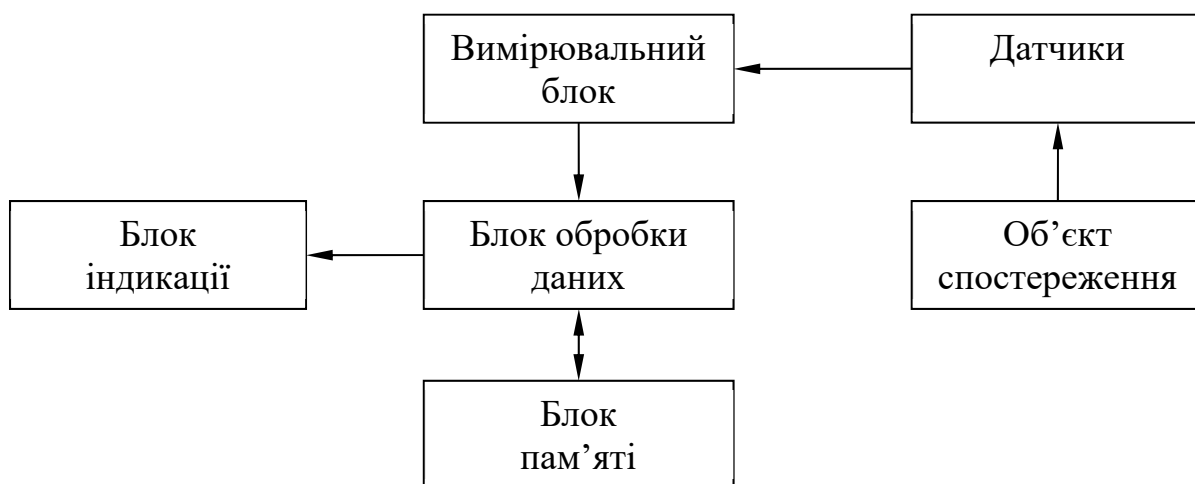 Вимірювальний
блок
Датчики
Блок
індикації
Блок обробки
даних
Об’єкт
спостереження
Блок
пам’яті